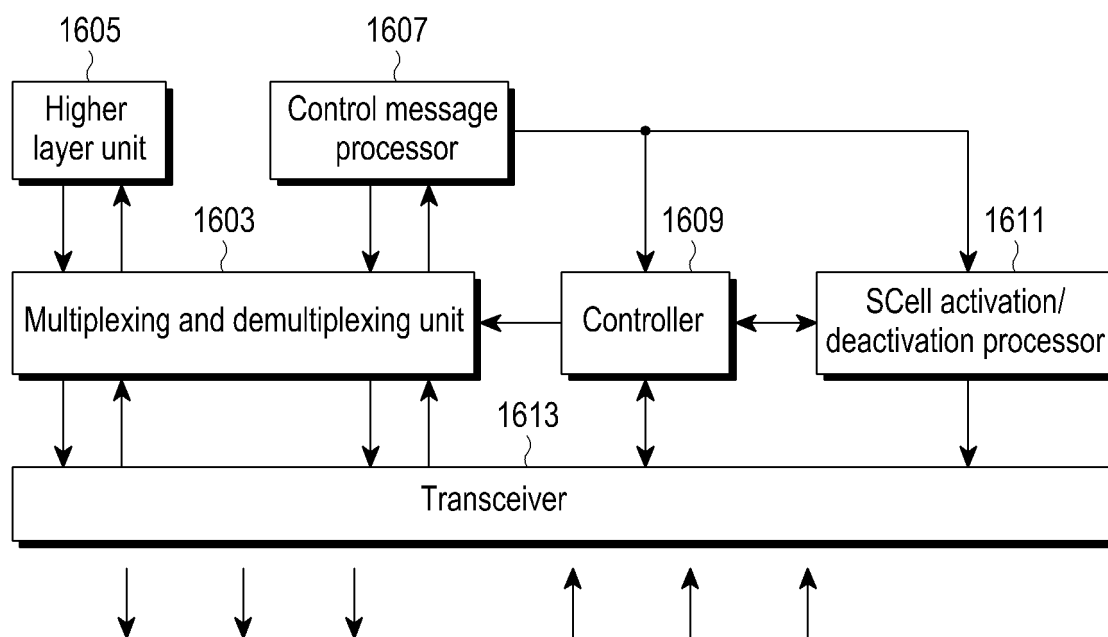 1605
1607
Higher
layer unit
Control message
processor
1603
1609
1611
Multiplexing and demultiplexing unit
Controller
SCell activation/
deactivation processor
1613
Transceiver